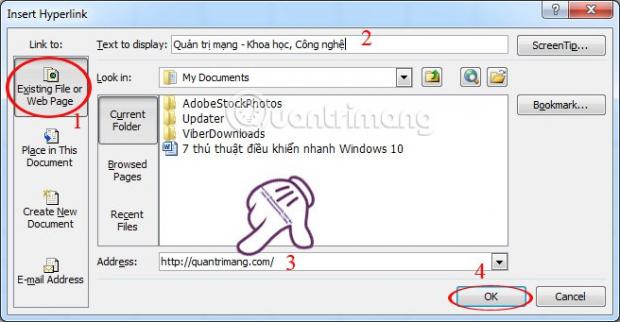 Insert Hyperlink
Link to:
Text to display: Quản trị mạng - Khoa học, Công nghệ 2
ScreenTip...
Existing File or
Web Page
1
Look in: My Documents
Bookmark...
Current
Folder
AdobeStockPhotos
Updater
ViberDownloads
7 thủ thuật điều khiển nhanh Windows 10
Quantrimang
Place in This
Document
Browsed
Pages
Create New
Document
Recent
Files
E-mail Address
Address: http://quantrimang.com/ 3
4
OK
Cancel